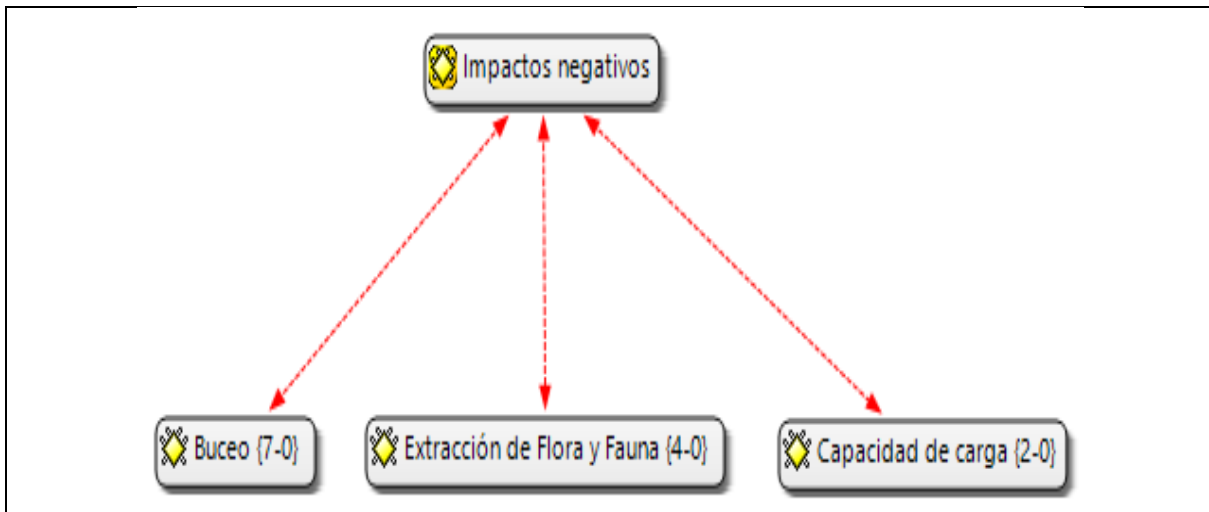 Impactos negativos
Buceo {7-0}
Extracción de Flora y Fauna {4-0}
Capacidad de carga {2-0}